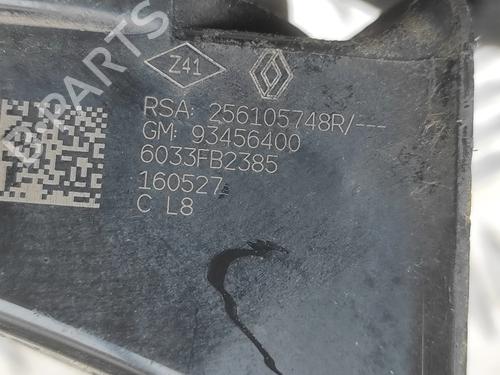 B-PARTS
Z41
RSA: 256105748R/---
GM: 93456400
6033FB2385
160527
C L8